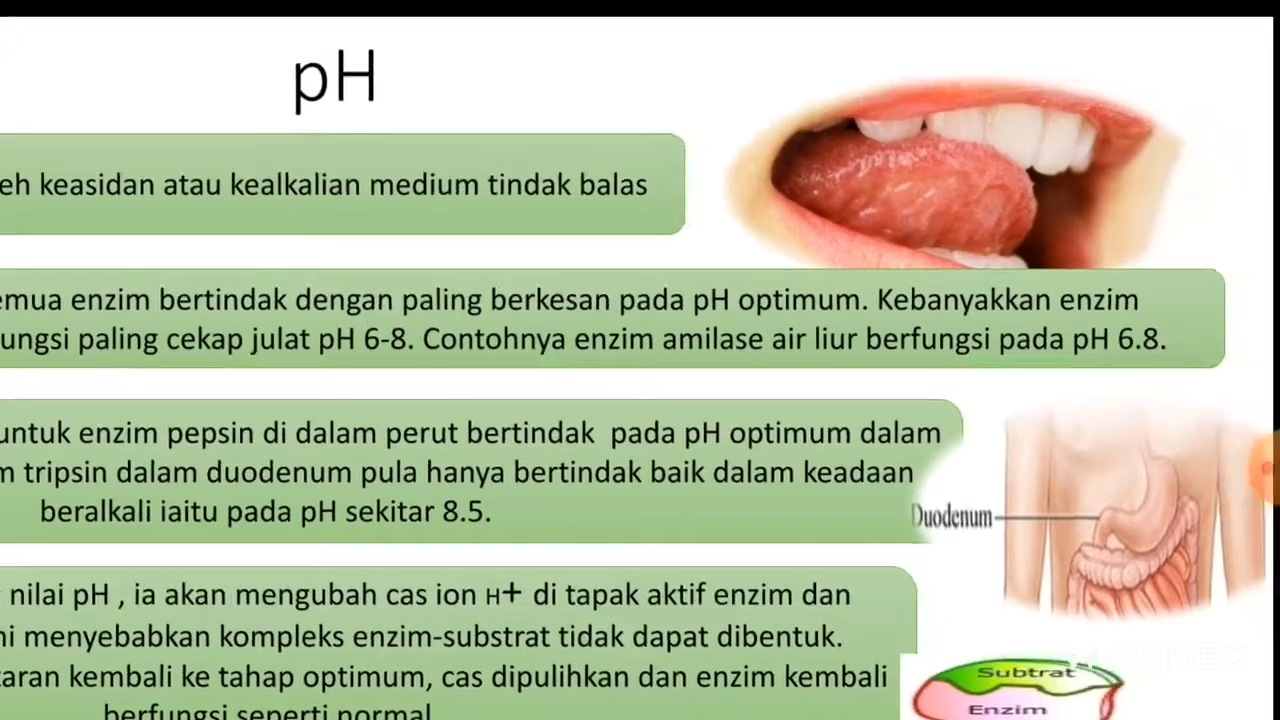 pH
eh keasidan atau kealkalian medium tindak balas
emua enzim bertindak dengan paling berkesan pada pH optimum. Kebanyakkan enzim
ungsi paling cekap julat pH 6-8. Contohnya enzim amilase air liur berfungsi pada pH 6.8.
untuk enzim pepsin di dalam perut bertindak pada pH optimum dalam
m tripsin dalam duodenum pula hanya bertindak baik dalam keadaan
beralkali iaitu pada pH sekitar 8.5.
Duodenum
nilai pH , ia akan mengubah cas ion H+ di tapak aktif enzim dan
ni menyebabkan kompleks enzim-substrat tidak dapat dibentuk.
taran kembali ke tahap optimum, cas dipulihkan dan enzim kembali
berfungsi seperti normal
Subtrat
Enzim